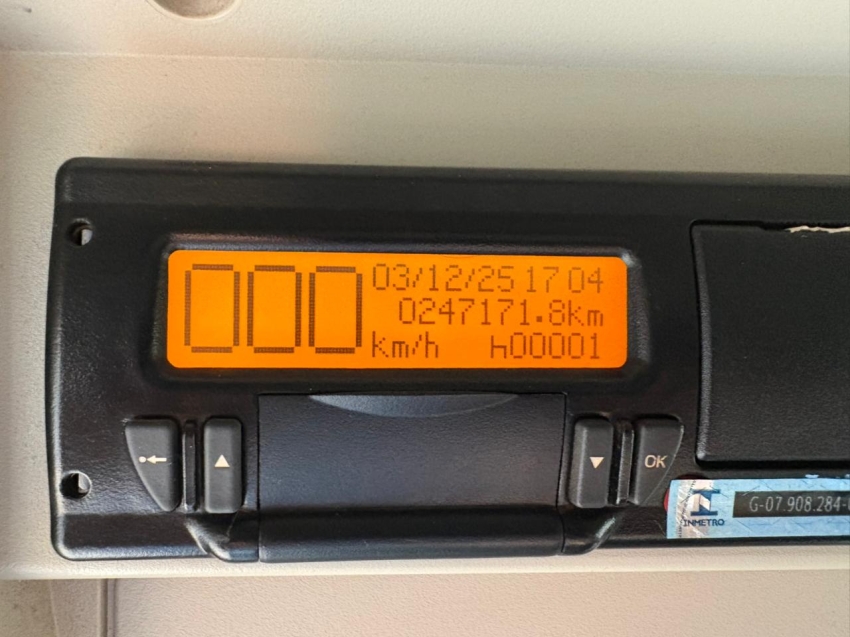 000
03/12/25 17 04
0247171.8km
km/h h00001
OK
INMETRO
G-07.908.284-